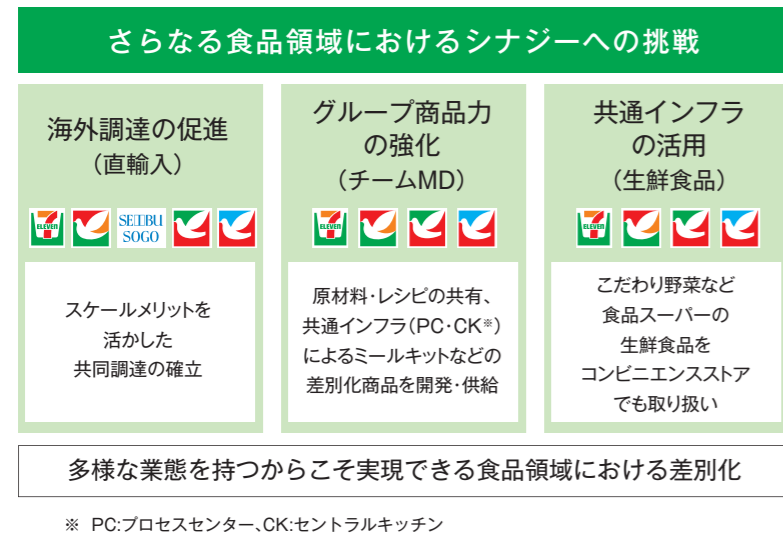 さらなる食品領域におけるシナジーへの挑戦
海外調達の促進
（直輸入）
ELEVEN
SEIBU
SOGO
スケールメリットを
活かした
共同調達の確立
グループ商品力
の強化
（チームMD）
ELEVEN
原材料・レシピの共有、
共通インフラ（PC・CK※）
によるミールキットなどの
差別化商品を開発・供給
共通インフラ
の活用
（生鮮食品）
ELEVEN
こだわり野菜など
食品スーパーの
生鮮食品を
コンビニエンスストア
でも取り扱い
多様な業態を持つからこそ実現できる食品領域における差別化
※ PC:プロセスセンター、CK:セントラルキッチン